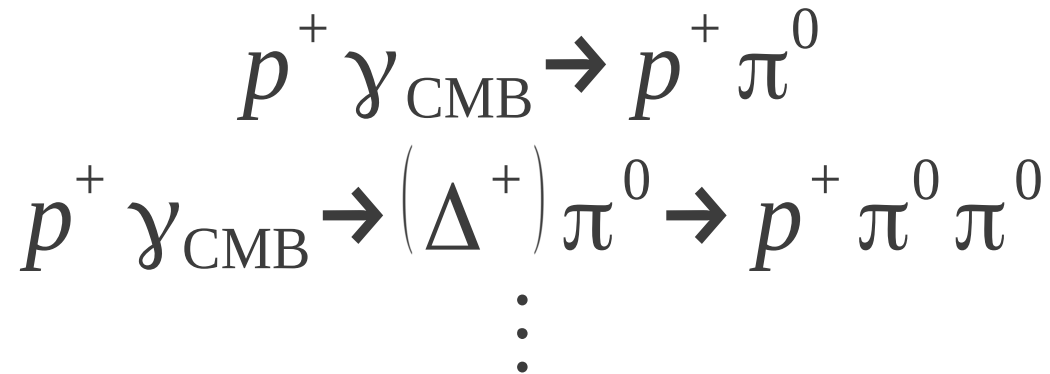 p⁺ γ_CMB → p⁺ π⁰
p⁺ γ_CMB → (Δ⁺) π⁰ → p⁺ π⁰ π⁰
⋮